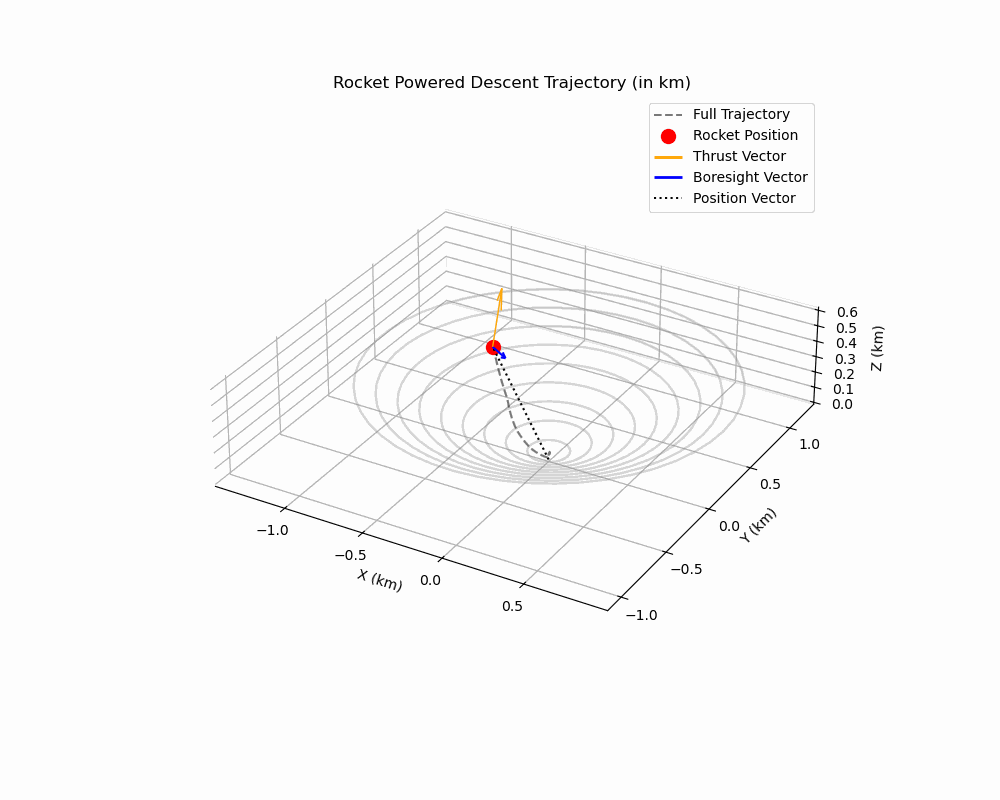 Rocket Powered Descent Trajectory (in km)
Full Trajectory
Rocket Position
Thrust Vector
Boresight Vector
Position Vector
0.6
0.5
0.4
0.3
0.2
0.1
0.0
Z (km)
1.0
0.5
0.0
−0.5
−1.0
Y (km)
−1.0
−0.5
0.0
0.5
X (km)